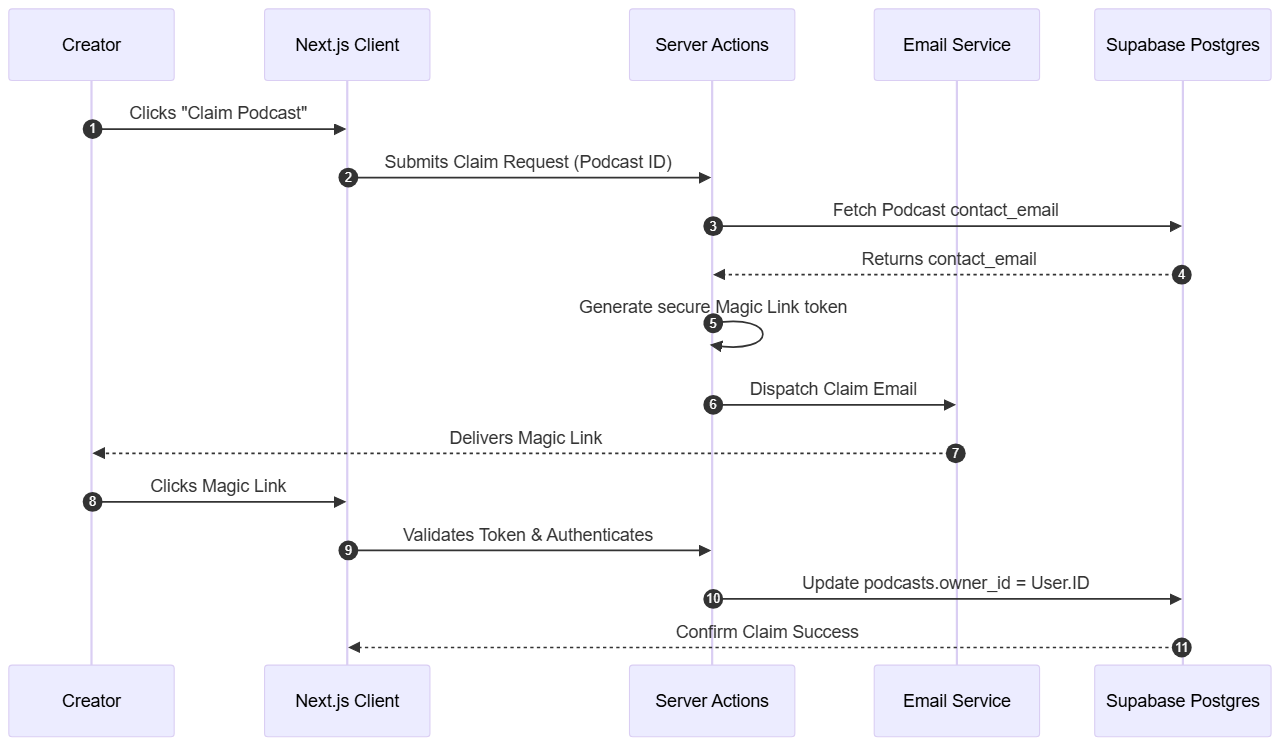 Creator
Next.js Client
Server Actions
Email Service
Supabase Postgres
Clicks "Claim Podcast"
1
Submits Claim Request (Podcast ID)
2
Fetch Podcast contact_email
3
Returns contact_email
4
Generate secure Magic Link token
5
Dispatch Claim Email
6
Delivers Magic Link
7
Clicks Magic Link
8
Validates Token & Authenticates
9
Update podcasts.owner_id = User.ID
10
Confirm Claim Success
11
Creator
Next.js Client
Server Actions
Email Service
Supabase Postgres